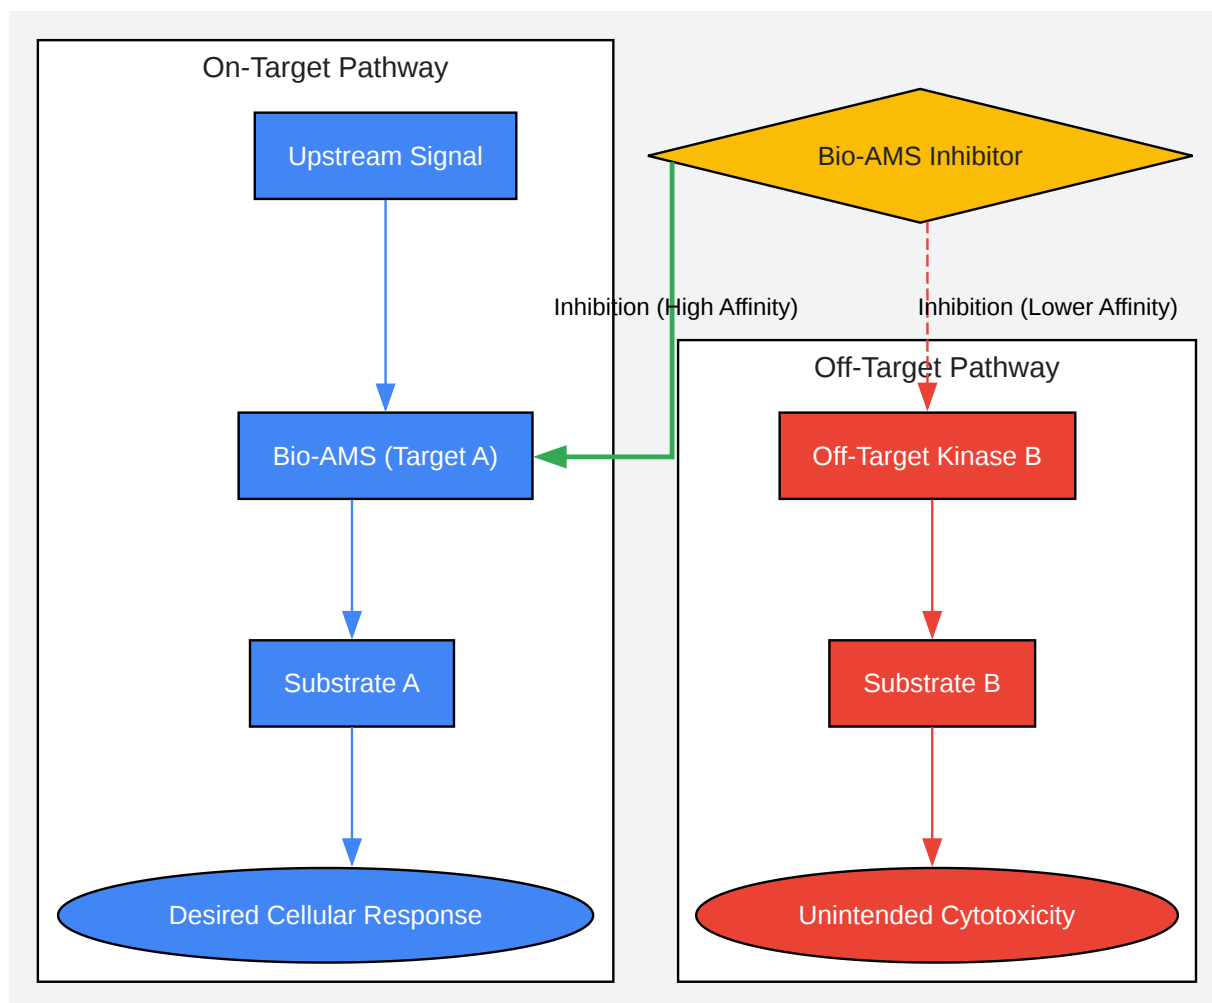 On-Target Pathway
Upstream Signal
Bio-AMS Inhibitor
Inhibition (High Affinity)
Inhibition (Lower Affinity)
Off-Target Pathway
Bio-AMS (Target A)
Off-Target Kinase B
Substrate A
Substrate B
Desired Cellular Response
Unintended Cytotoxicity